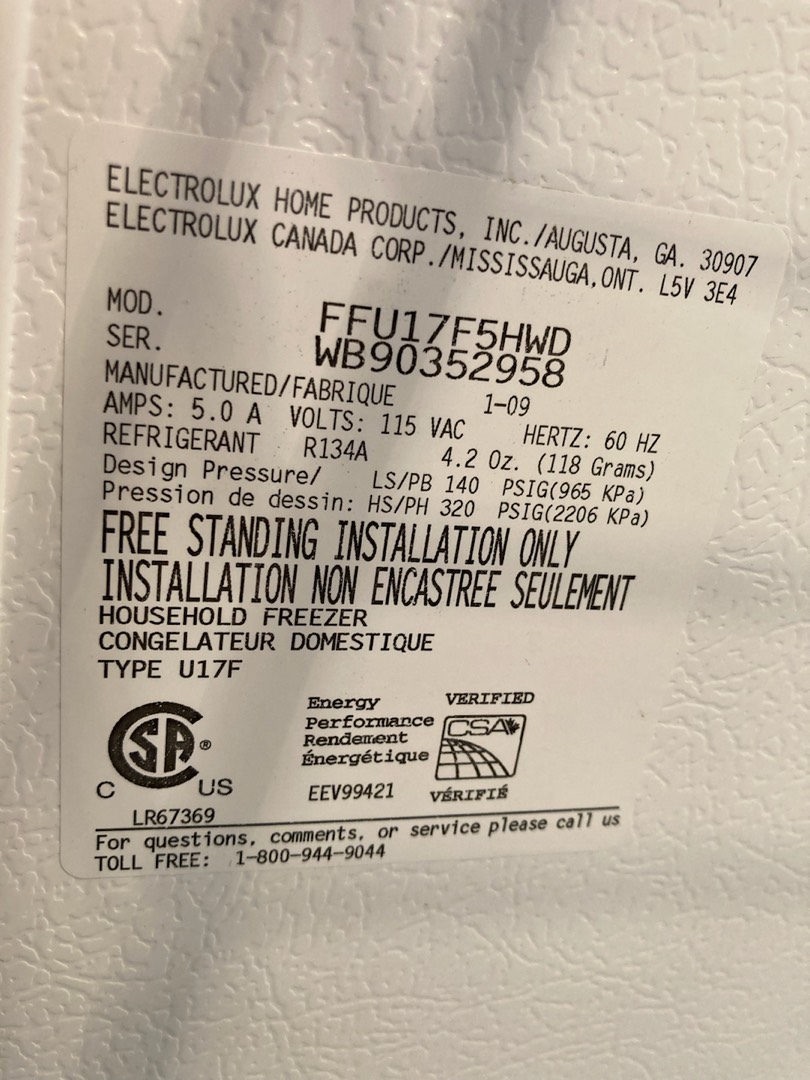 ELECTROLUX HOME PRODUCTS, INC./AUGUSTA, GA. 30907
ELECTROLUX CANADA CORP./MISSISSAUGA,ONT. L5V 3E4
MOD. FFU17F5HWD
SER. WB90352958
MANUFACTURED/FABRIQUE 1-09
AMPS: 5.0 A VOLTS: 115 VAC HERTZ: 60 HZ
REFRIGERANT R134A 4.2 Oz. (118 Grams)
Design Pressure/ LS/PB 140 PSIG(965 KPa)
Pression de dessin: HS/PH 320 PSIG(2206 KPa)
FREE STANDING INSTALLATION ONLY
INSTALLATION NON ENCASTREE SEULEMENT
HOUSEHOLD FREEZER
CONGELATEUR DOMESTIQUE
TYPE U17F
SA®
C US
LR67369
Energy
Performance
Rendement
Énergétique
EEV99421
VERIFIED
CSA
VÉRIFIÉ
For questions, comments, or service please call us
TOLL FREE: 1-800-944-9044